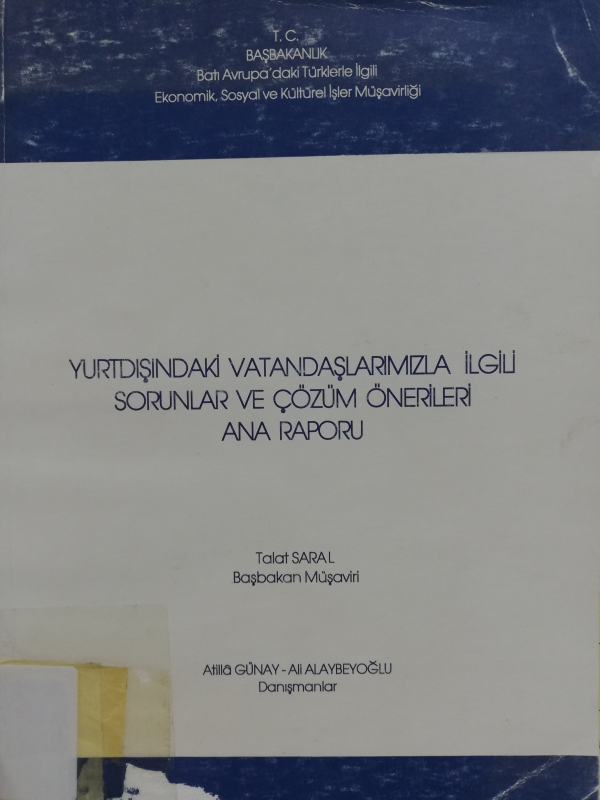 T. C.
BAŞBAKANLIK
Batı Avrupa'daki Türklerle İlgili
Ekonomik, Sosyal ve Kültürel İşler Müşavirliği
YURTDIŞINDAKİ VATANDAŞLARIMIZLA İLGİLİ
SORUNLAR VE ÇÖZÜM ÖNERİLERİ
ANA RAPORU
Talat SARAL
Başbakan Müşaviri
Atillâ GÜNAY - Ali ALAYBEYOĞLU
Danışmanlar